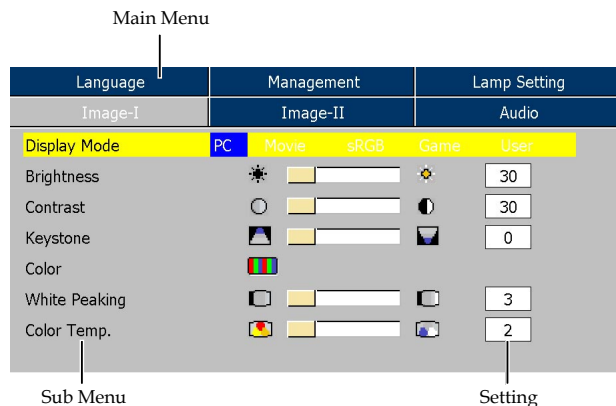 Main Menu
Language Management Lamp Setting
Image-I Image-II Audio
Display Mode PC Movie sRGB Game User
Brightness 30
Contrast 30
Keystone 0
Color
White Peaking 3
Color Temp. 2
Sub Menu Setting